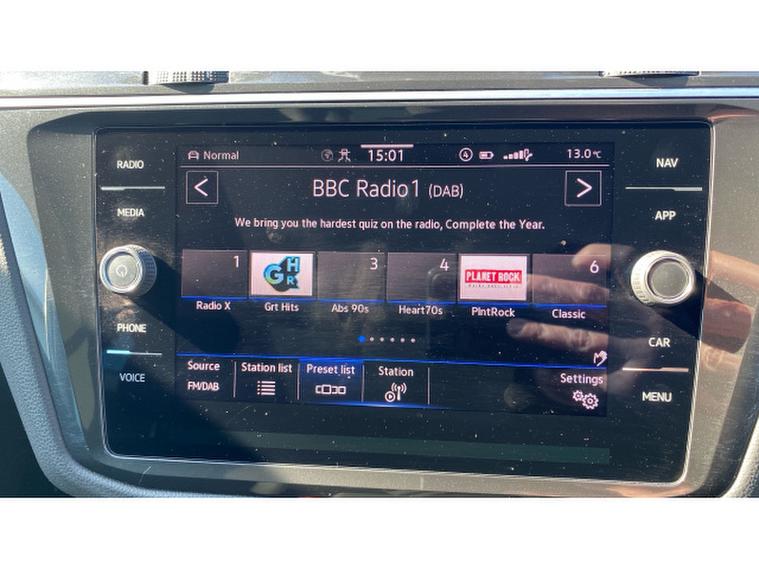 RADIO
MEDIA
PHONE
VOICE
Normal
15:01
4
13.0°C
NAV
APP
CAR
MENU
BBC Radio1 (DAB)
We bring you the hardest quiz on the radio, Complete the Year.
1
3
4
6
GHR
PLANET ROCK
Radio X
Grt Hits
Abs 90s
Heart70s
PlntRock
Classic
Source
FM/DAB
Station list
Preset list
Station
Settings